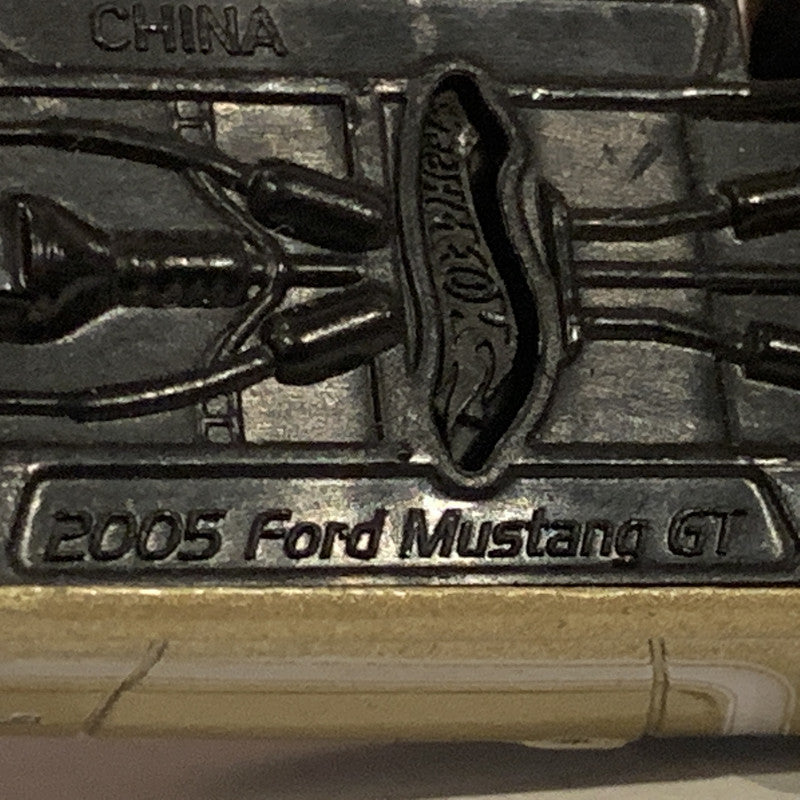 CHINA
HOT WHEELS
2005 Ford Mustang GT